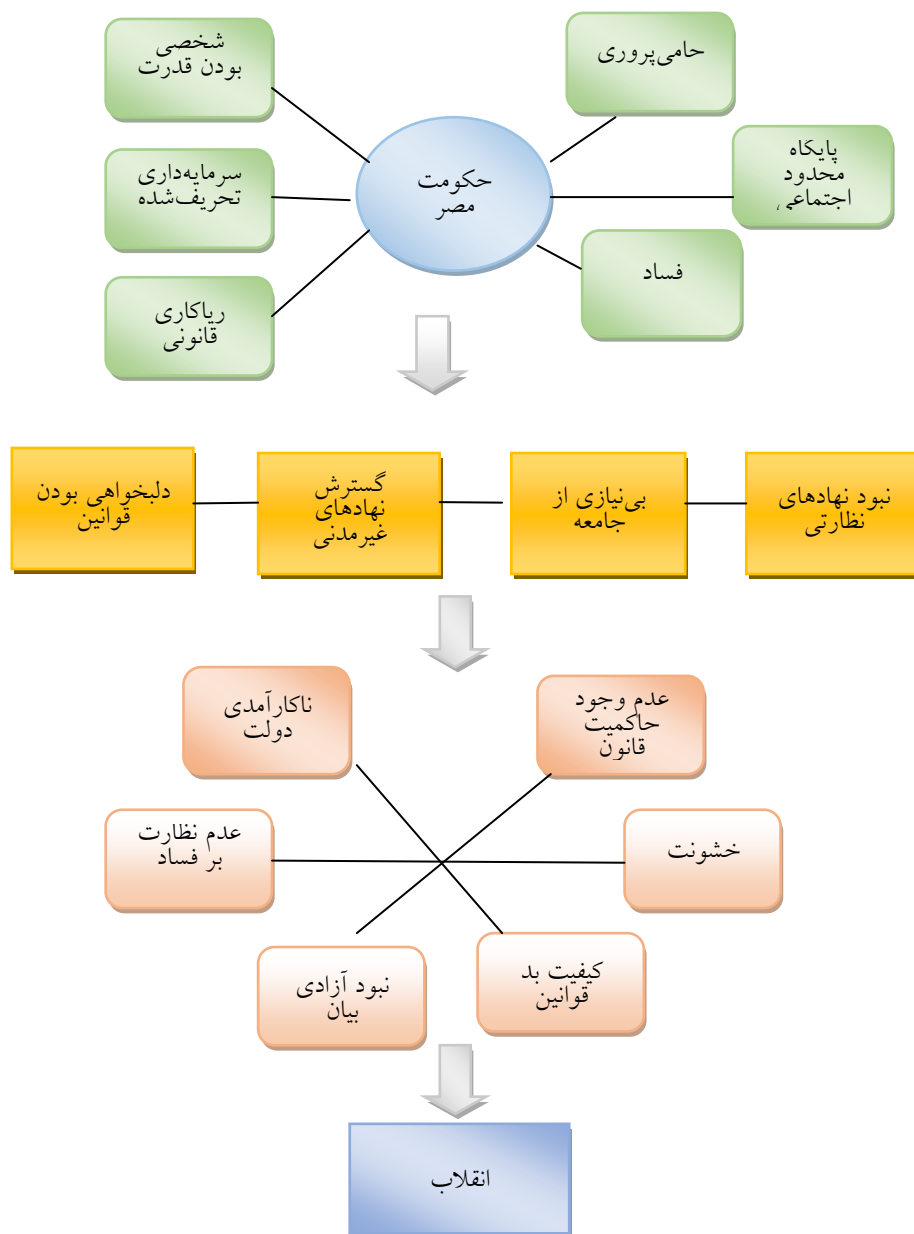 شخصی
بودن قدرت
حامی‌پروری
سرمایه‌داری
تحریف‌شده
حکومت
مصر
پایگاه
محدود
اجتماعی
ریاکاری
قانونی
فساد
نبود نهادهای
نظارتی
بی‌نیازی از
جامعه
گسترش
نهادهای
غیرمدنی
دلبخواهی بودن
قوانین
عدم وجود
حاکمیت
قانون
ناکارآمدی
دولت
خشونت
عدم نظارت
بر فساد
کیفیت بد
قوانین
نبود آزادی
بیان
انقلاب